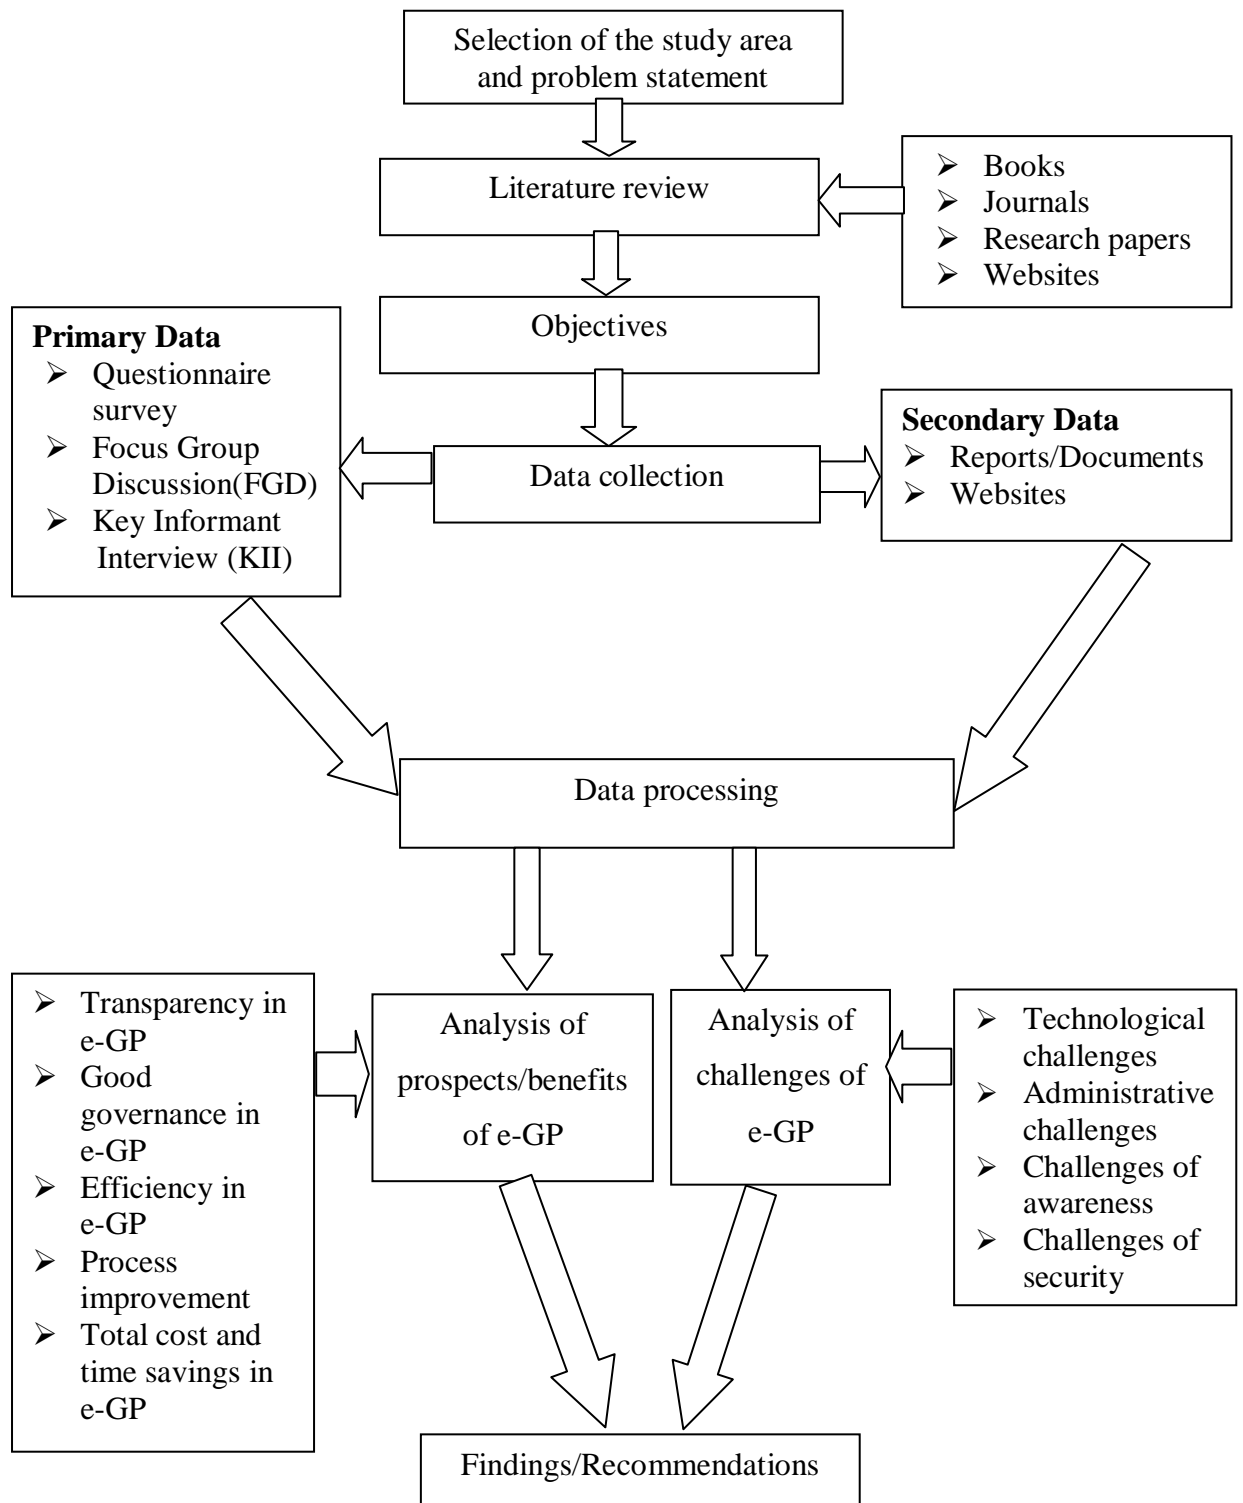 Selection of the study area
and problem statement
Literature review
➢ Books
➢ Journals
➢ Research papers
➢ Websites
Objectives
Primary Data
➢ Questionnaire
survey
➢ Focus Group
Discussion(FGD)
➢ Key Informant
Interview (KII)
Data collection
Secondary Data
➢ Reports/Documents
➢ Websites
Data processing
➢ Transparency in
e-GP
➢ Good
governance in
e-GP
➢ Efficiency in
e-GP
➢ Process
improvement
➢ Total cost and
time savings in
e-GP
Analysis of
prospects/benefits
of e-GP
Analysis of
challenges of
e-GP
➢ Technological
challenges
➢ Administrative
challenges
➢ Challenges of
awareness
➢ Challenges of
security
Findings/Recommendations